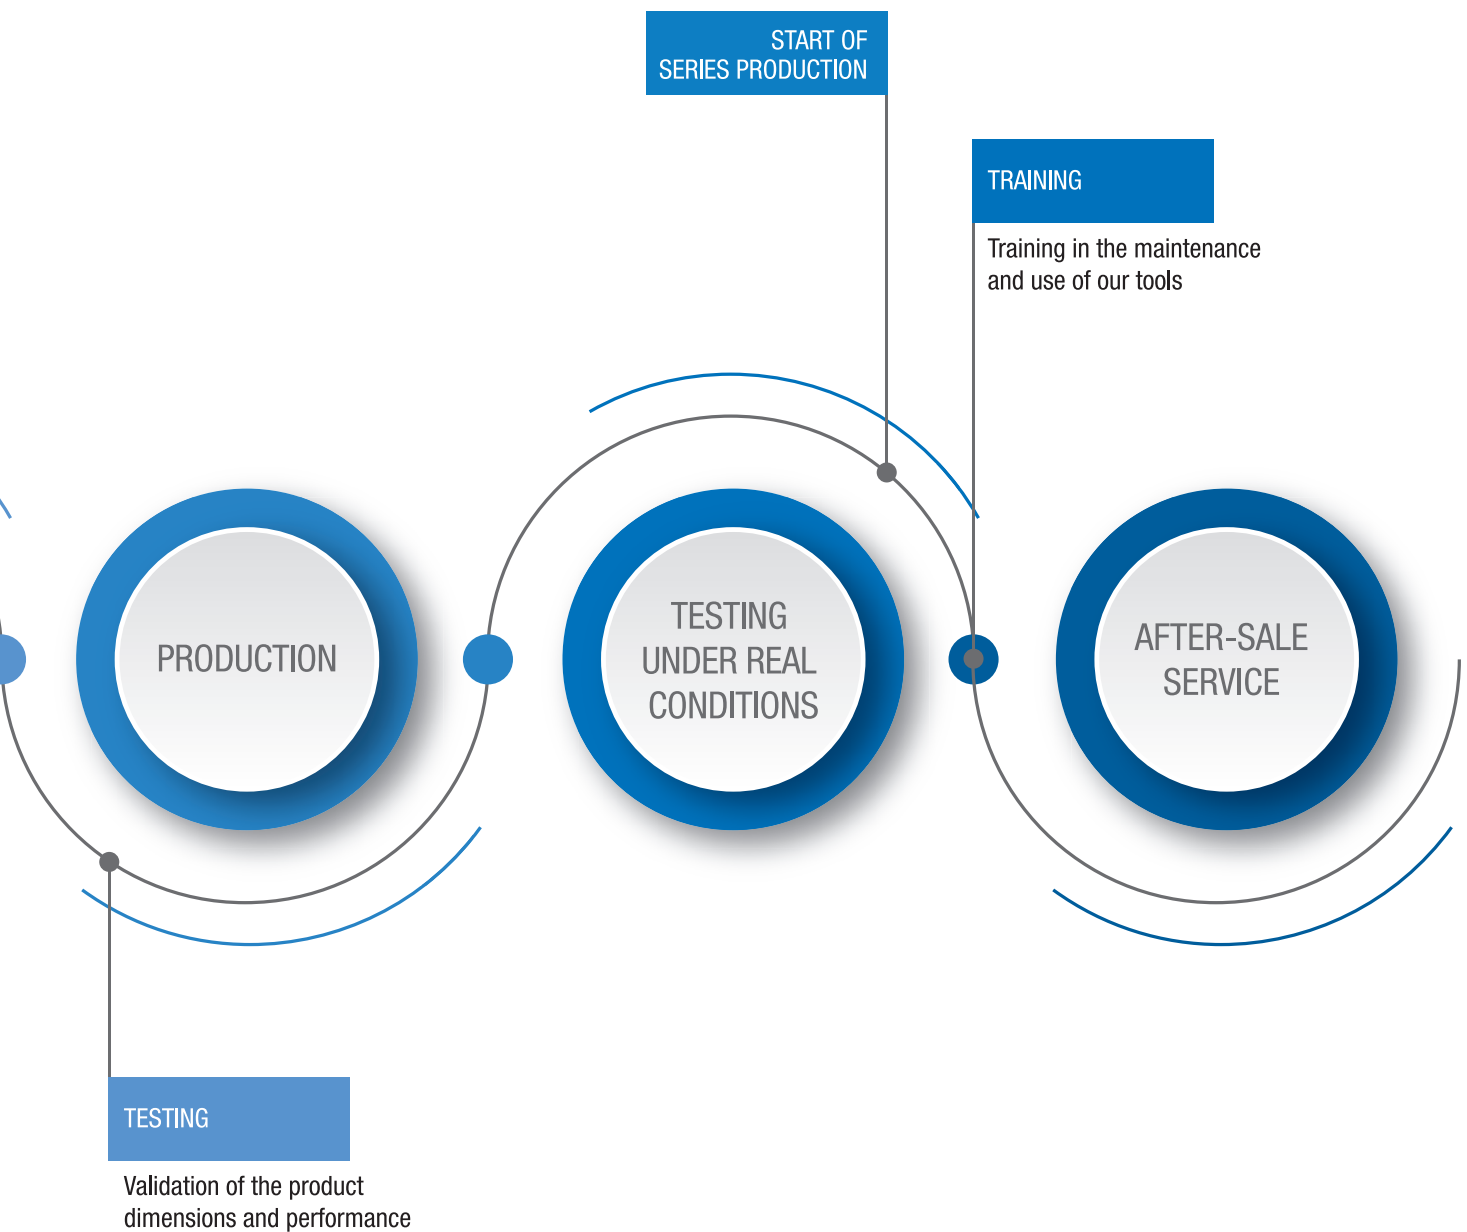 START OF
SERIES PRODUCTION
TRAINING
Training in the maintenance
and use of our tools
PRODUCTION
TESTING
UNDER REAL
CONDITIONS
AFTER-SALE
SERVICE
TESTING
Validation of the product
dimensions and performance